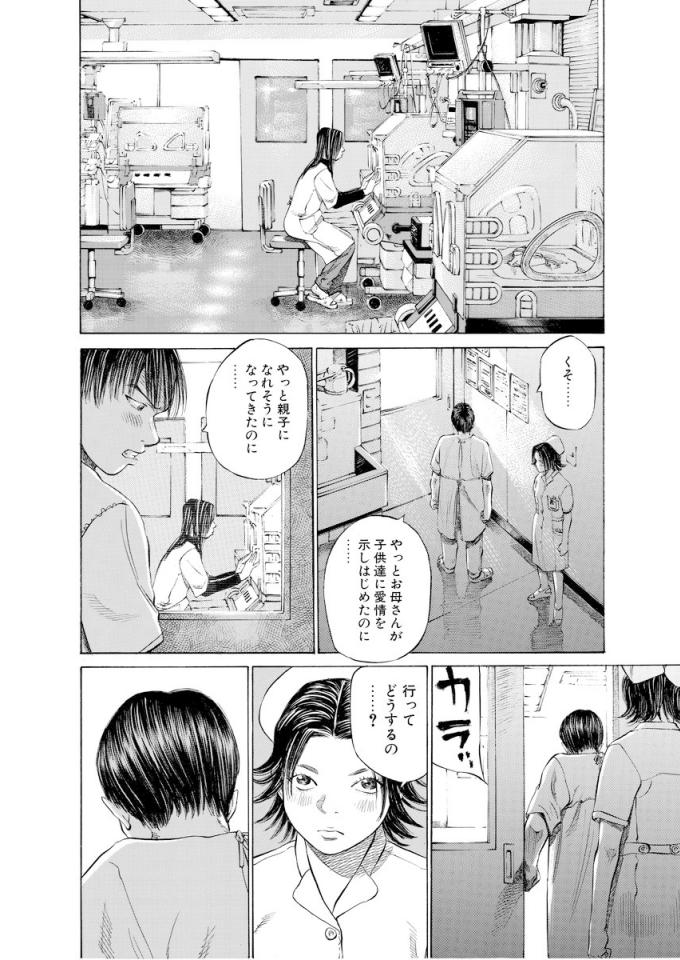 くそ……
やっとお母さんが
子供達に愛情を
示しはじめたのに
……
やっと親子に
なれそうに
なってきたのに
……
カラッ
行って
どうするの
……?